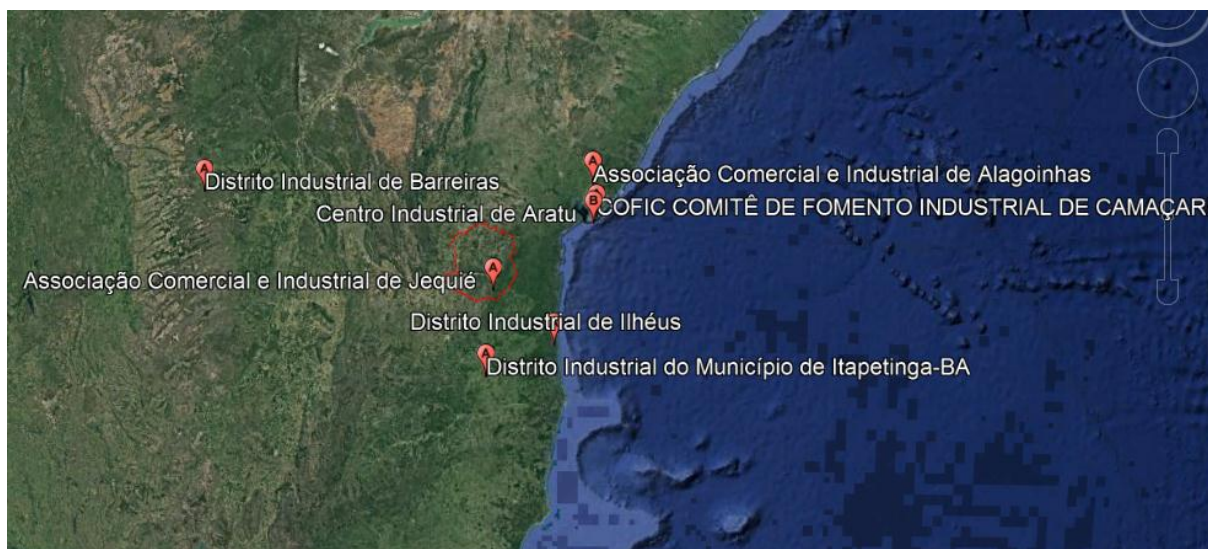 Associação Comercial e Industrial de Alagoinhas
Distrito Industrial de Barreiras
COFIC COMITÊ DE FOMENTO INDUSTRIAL DE CAMAÇAR
Centro Industrial de Aratu
Associação Comercial e Industrial de Jequié
Distrito Industrial de Ilhéus
Distrito Industrial do Município de Itapetinga-BA
A
A
B
A
A